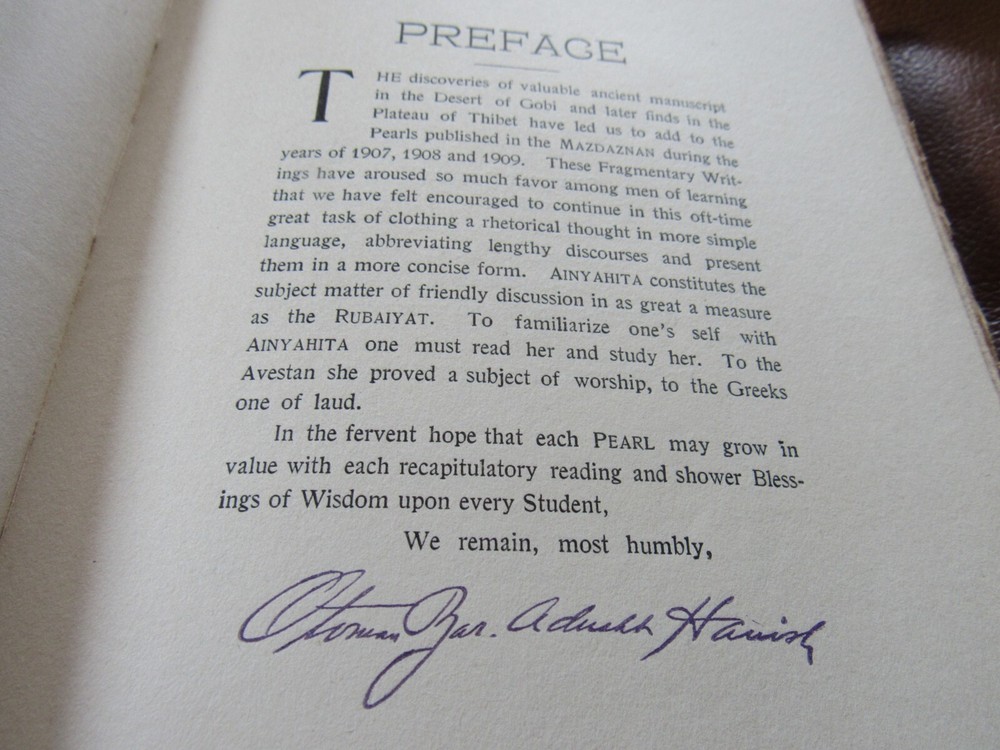 PREFACE
THE discoveries of valuable ancient manuscript
in the Desert of Gobi and later finds in the
Plateau of Thibet have led us to add to the
Pearls published in the MAZDAZNAN during the
years of 1907, 1908 and 1909. These Fragmentary Writ-
ings have aroused so much favor among men of learning
that we have felt encouraged to continue in this oft-time
great task of clothing a rhetorical thought in more simple
language, abbreviating lengthy discourses and present
them in a more concise form. AINYAHITA constitutes the
subject matter of friendly discussion in as great a measure
as the RUBAIYAT. To familiarize one's self with
AINYAHITA one must read her and study her. To the
Avestan she proved a subject of worship, to the Greeks
one of laud.
In the fervent hope that each PEARL may grow in
value with each recapitulatory reading and shower Bless-
ings of Wisdom upon every Student,
We remain, most humbly,
Otoman Zar. Adusht Hanish